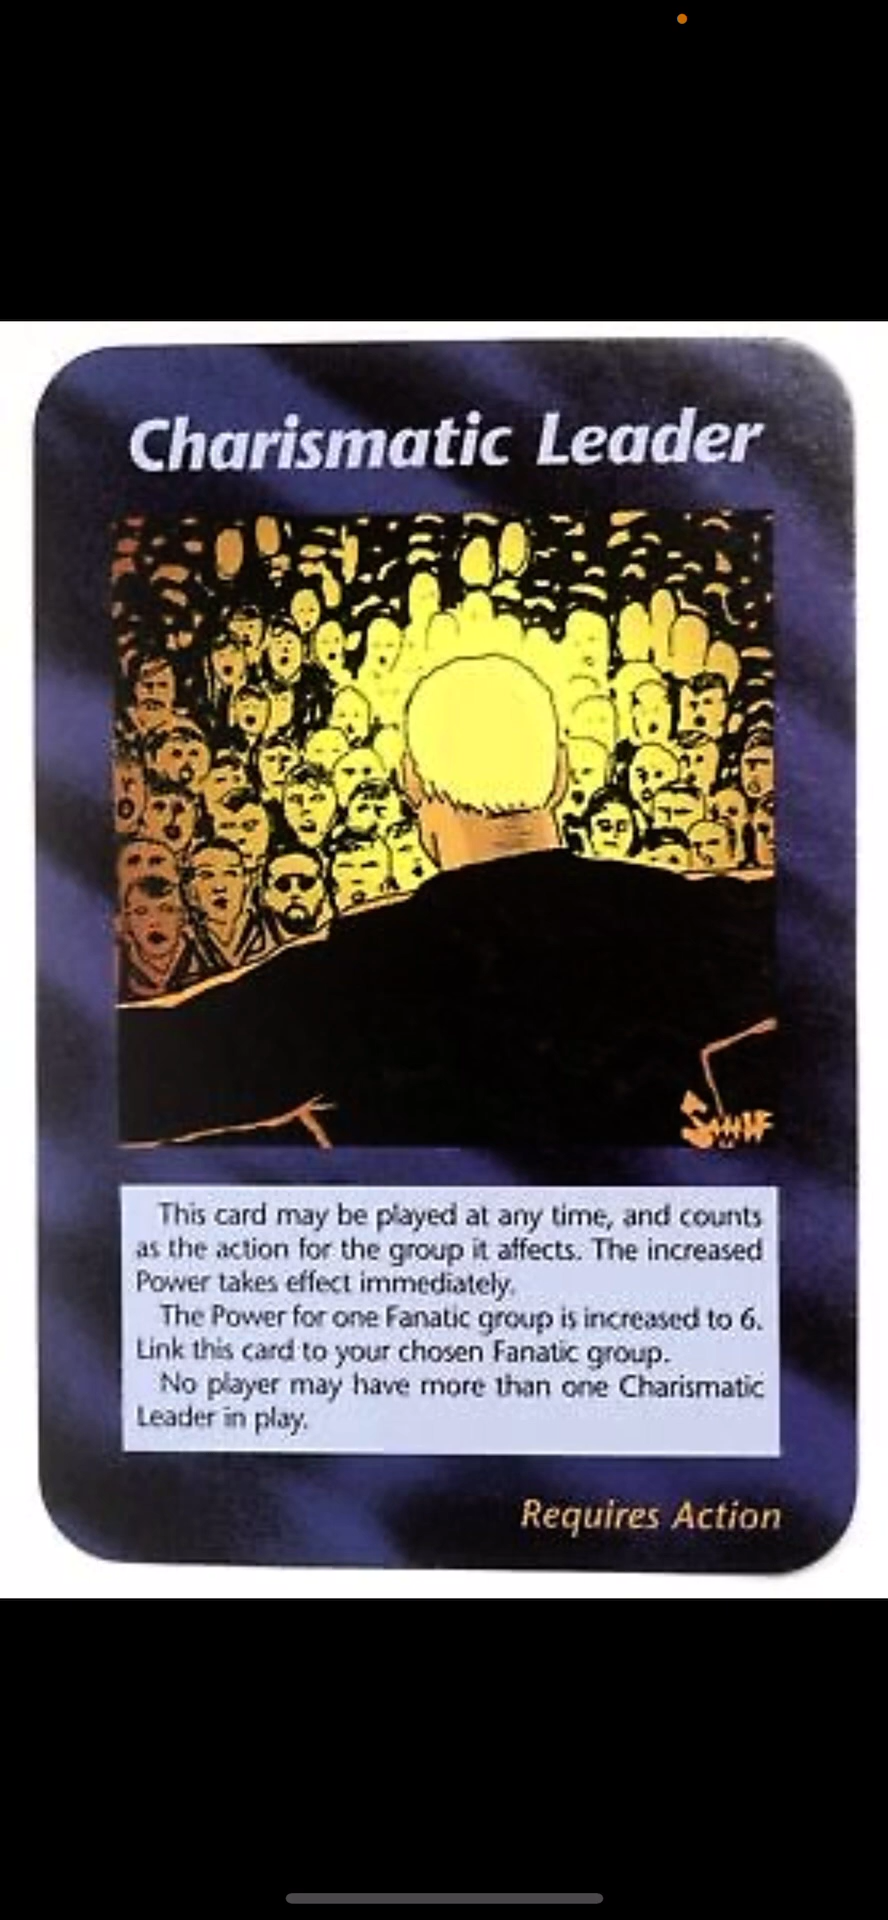 Charismatic Leader
This card may be played at any time, and counts
as the action for the group it affects. The increased
Power takes effect immediately.
The Power for one Fanatic group is increased to 6.
Link this card to your chosen Fanatic group.
No player may have more than one Charismatic
Leader in play.
Requires Action